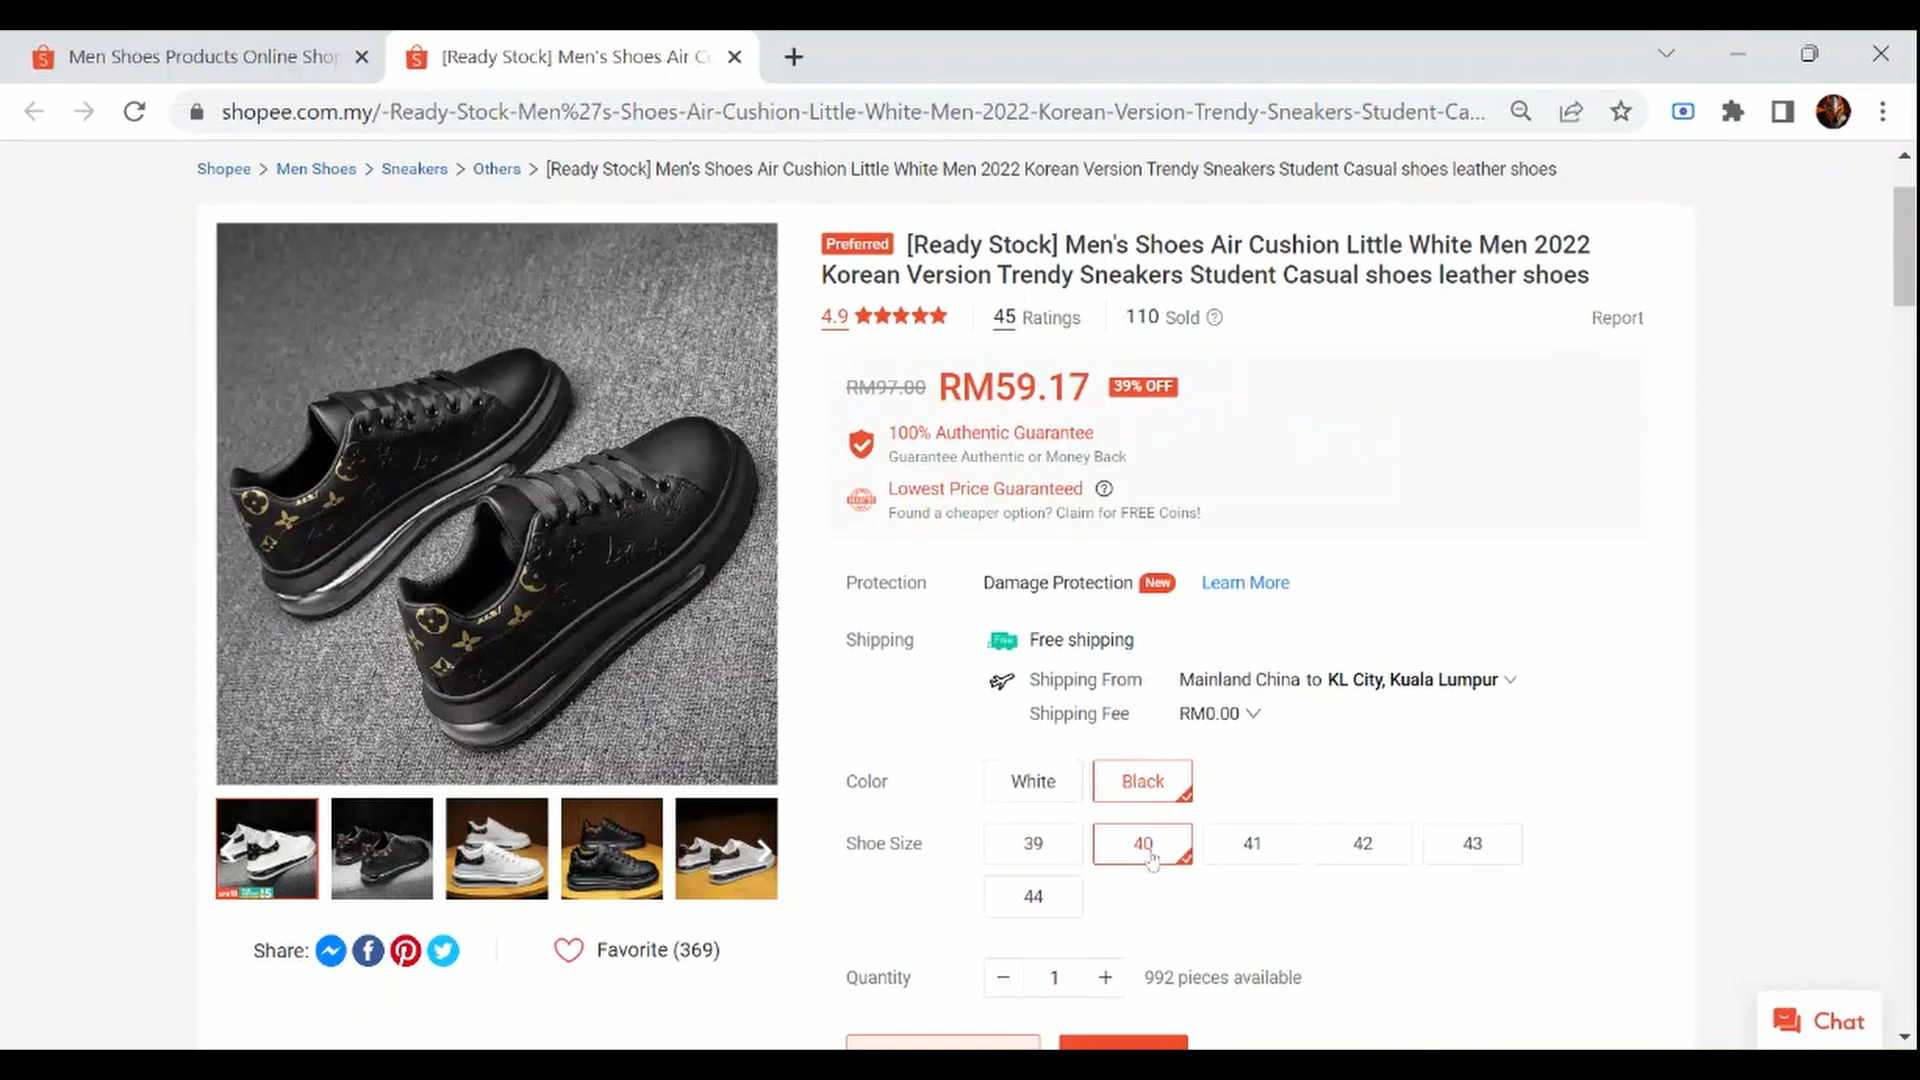 Men Shoes Products Online Shop
[Ready Stock] Men's Shoes Air Cu
shopee.com.my/-Ready-Stock-Men%27s-Shoes-Air-Cushion-Little-White-Men-2022-Korean-Version-Trendy-Sneakers-Student-Ca...
Shopee > Men Shoes > Sneakers > Others > [Ready Stock] Men's Shoes Air Cushion Little White Men 2022 Korean Version Trendy Sneakers Student Casual shoes leather shoes
Preferred [Ready Stock] Men's Shoes Air Cushion Little White Men 2022
Korean Version Trendy Sneakers Student Casual shoes leather shoes
4.9 45 Ratings 110 Sold Report
RM97.00 RM59.17 39% OFF
100% Authentic Guarantee
Guarantee Authentic or Money Back
Lowest Price Guaranteed
Found a cheaper option? Claim for FREE Coins!
Protection Damage Protection New Learn More
Shipping Free shipping
Shipping From Mainland China to KL City, Kuala Lumpur
Shipping Fee RM0.00
Color White Black
Shoe Size 39 40 41 42 43
44
Share: Favorite (369)
Quantity - 1 + 992 pieces available
Chat